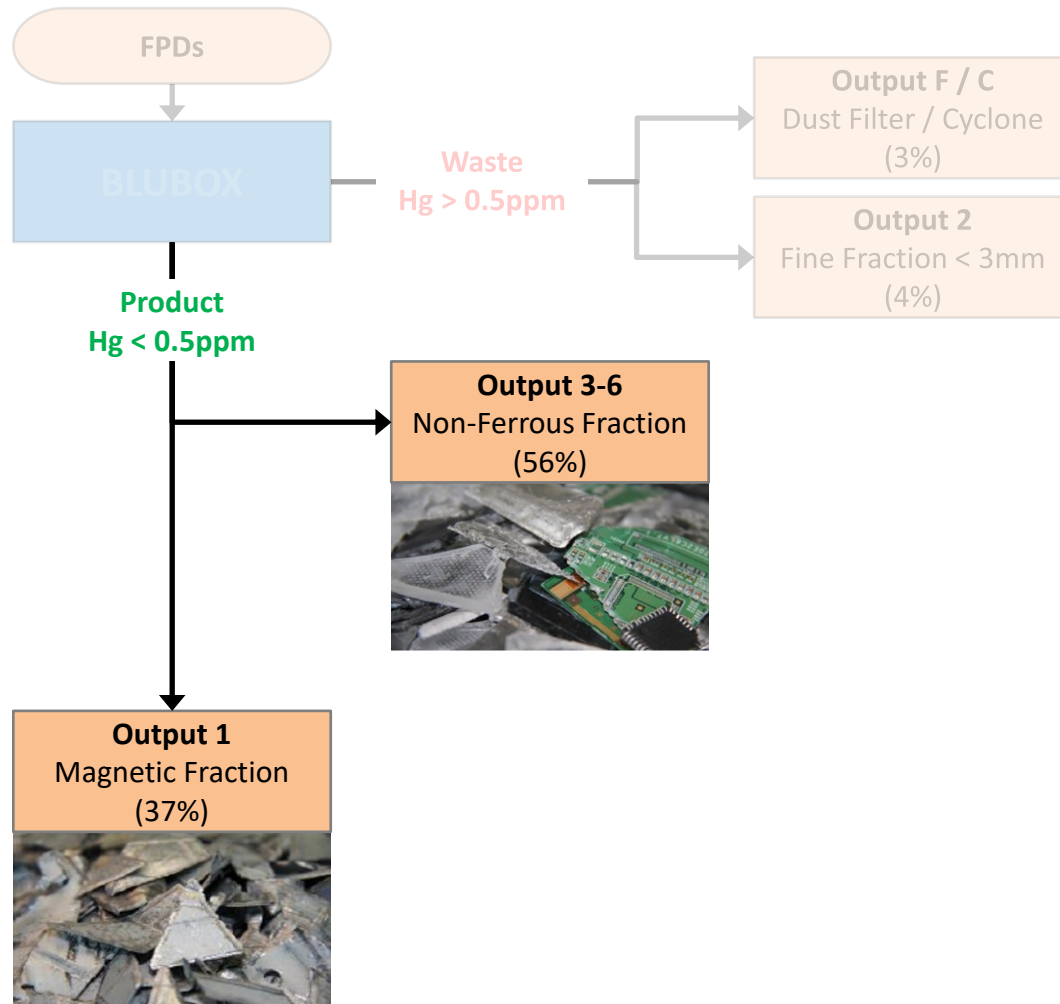 FPDs
BLUBOX
Waste
Hg > 0.5ppm
Output F / C
Dust Filter / Cyclone
(3%)
Output 2
Fine Fraction < 3mm
(4%)
Product
Hg < 0.5ppm
Output 3-6
Non-Ferrous Fraction
(56%)
Output 1
Magnetic Fraction
(37%)